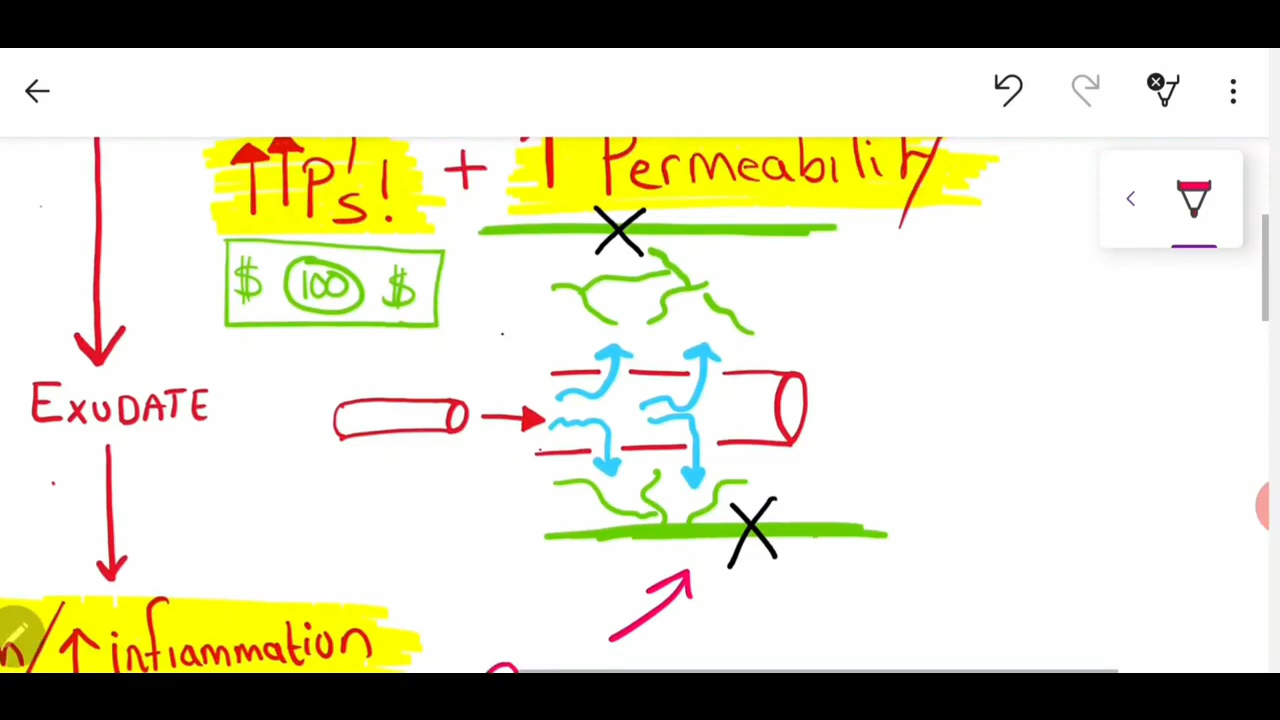 ↑↑P's! + ↑ Permeability
$ 100 $
EXUDATE
n/↑ inflammation